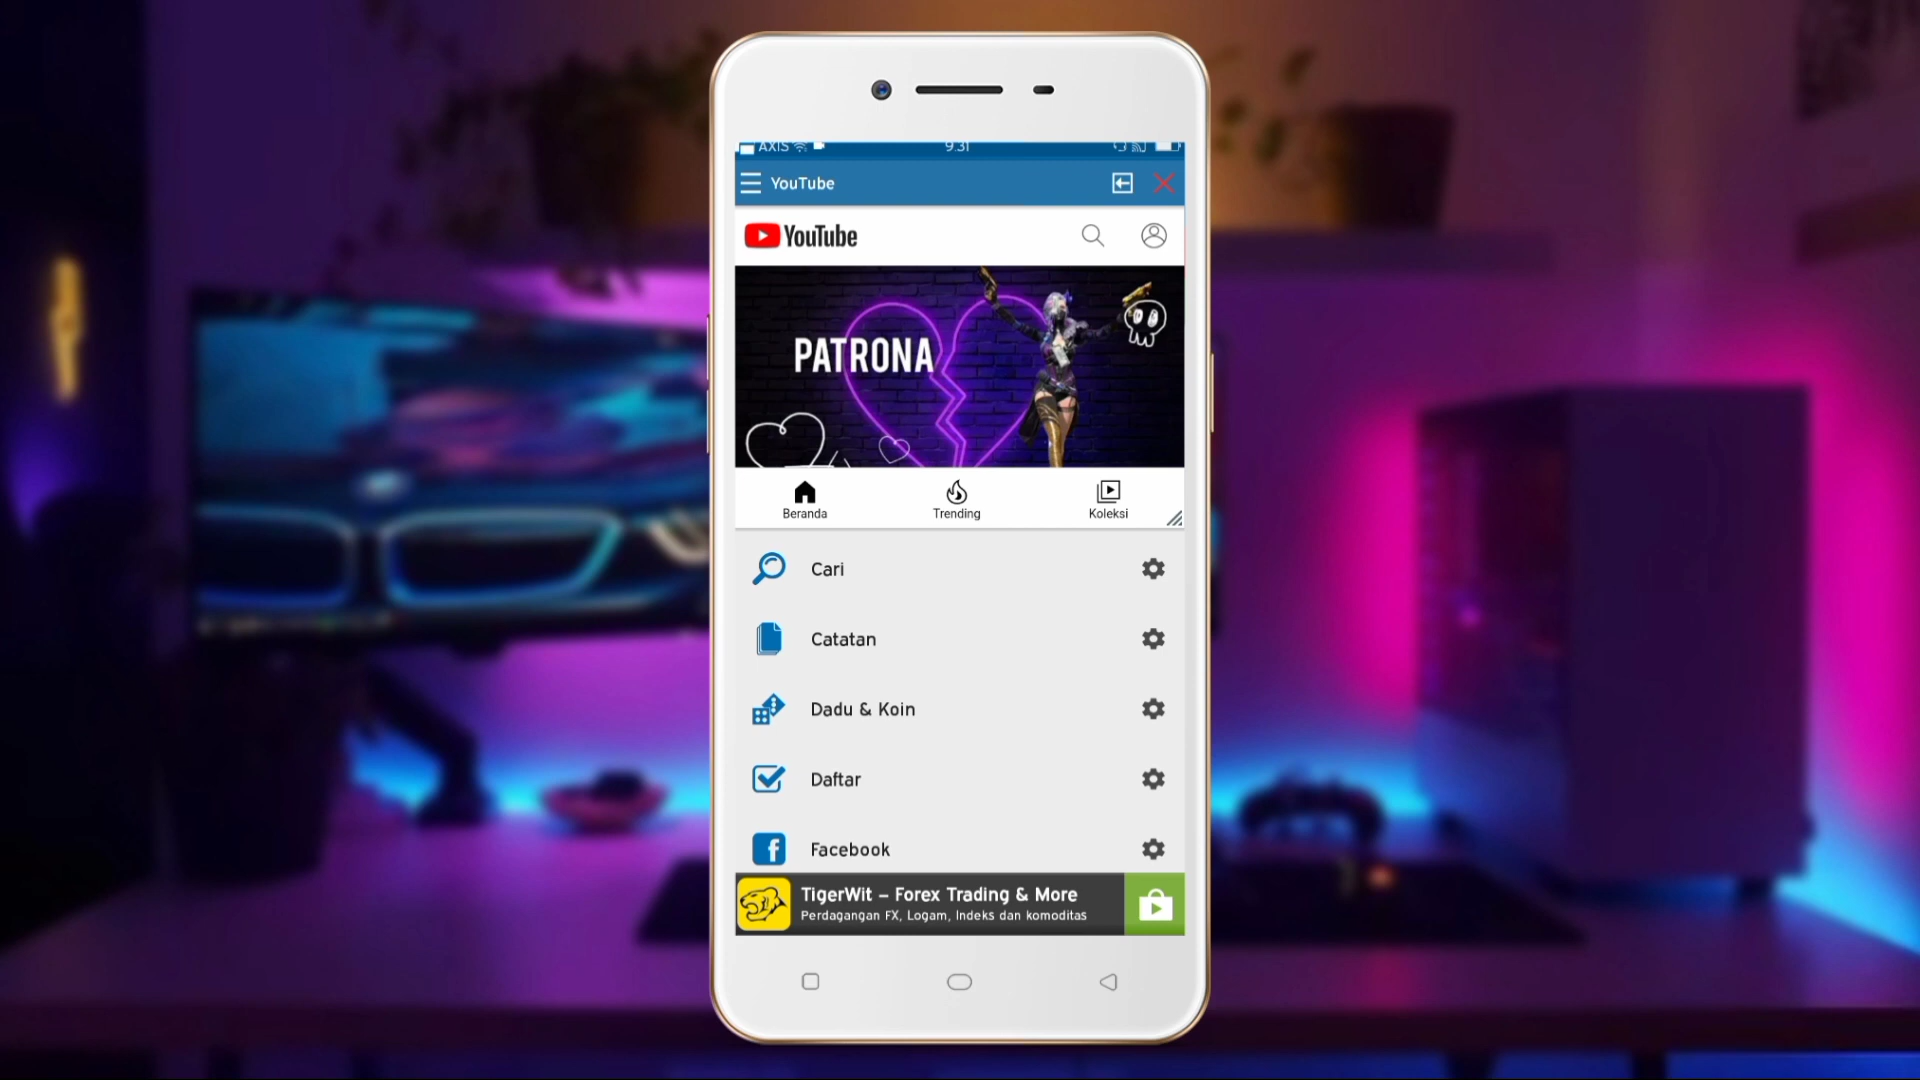 AXIS
9.31
YouTube
YouTube
PATRONA
Beranda
Trending
Koleksi
Cari
Catatan
Dadu & Koin
Daftar
Facebook
TigerWit – Forex Trading & More
Perdagangan FX, Logam, Indeks dan komoditas